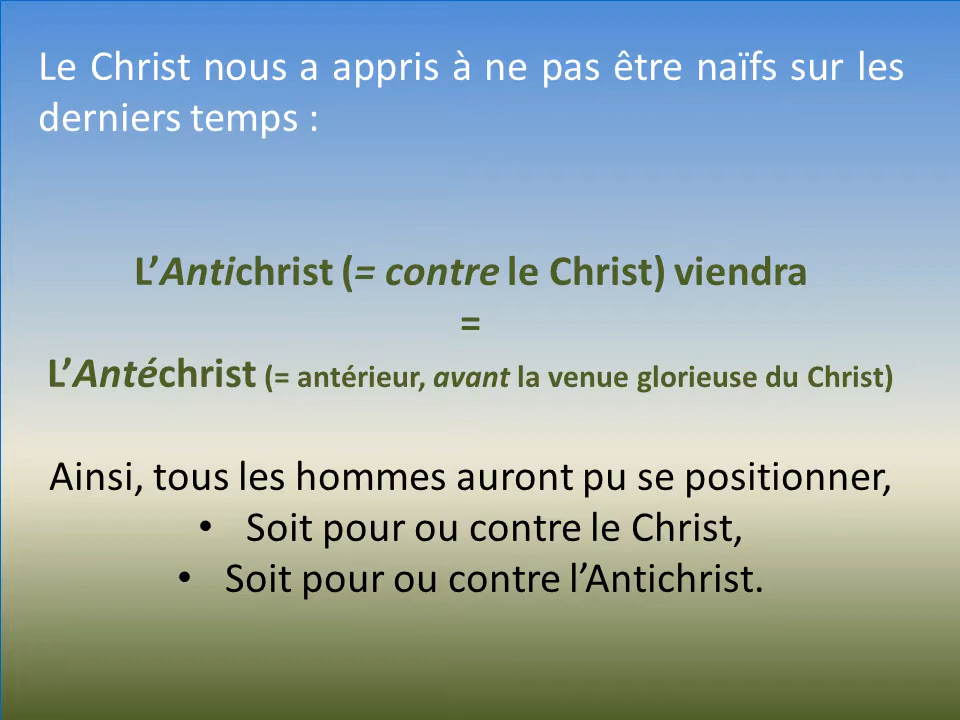 Le Christ nous a appris à ne pas être naïfs sur les
derniers temps :
L’Antichrist (= contre le Christ) viendra
=
L’Antéchrist (= antérieur, avant la venue glorieuse du Christ)
Ainsi, tous les hommes auront pu se positionner,
• Soit pour ou contre le Christ,
• Soit pour ou contre l’Antichrist.